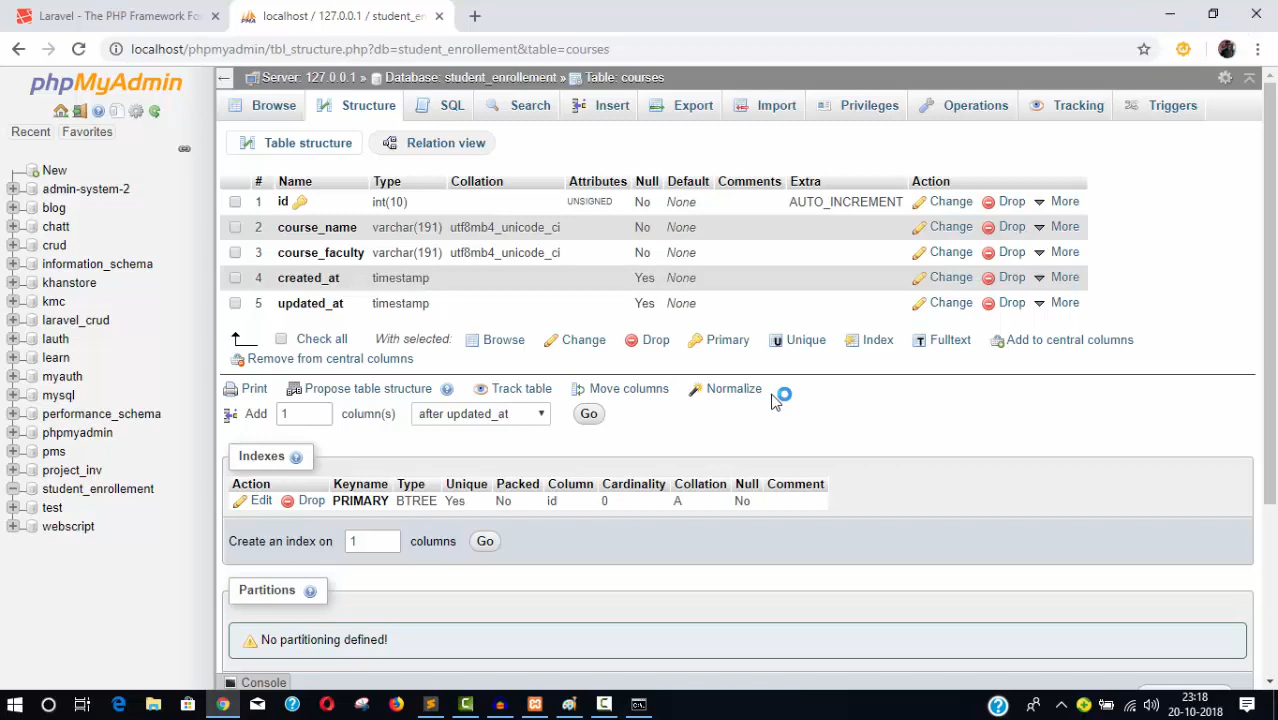 Laravel - The PHP Framework Fo
localhost / 127.0.0.1 / student_en
localhost/phpmyadmin/tbl_structure.php?db=student_enrollement&table=courses
phpMyAdmin
Server: 127.0.0.1 » Database: student_enrollement » Table: courses
Browse Structure SQL Search Insert Export Import Privileges Operations Tracking Triggers
Recent Favorites
Table structure Relation view
New
admin-system-2
blog
chatt
crud
information_schema
khanstore
kmc
laravel_crud
lauth
learn
myauth
mysql
performance_schema
phpmyadmin
pms
project_inv
student_enrollement
test
webscript
# Name Type Collation Attributes Null Default Comments Extra Action
1 id int(10) UNSIGNED No None AUTO_INCREMENT Change Drop More
2 course_name varchar(191) utf8mb4_unicode_ci No None Change Drop More
3 course_faculty varchar(191) utf8mb4_unicode_ci No None Change Drop More
4 created_at timestamp Yes None Change Drop More
5 updated_at timestamp Yes None Change Drop More
Check all With selected: Browse Change Drop Primary Unique Index Fulltext Add to central columns
Remove from central columns
Print Propose table structure Track table Move columns Normalize
Add 1 column(s) after updated_at Go
Indexes
Action Keyname Type Unique Packed Column Cardinality Collation Null Comment
Edit Drop PRIMARY BTREE Yes No id 0 A No
Create an index on 1 columns Go
Partitions
No partitioning defined!
Console
23:18
20-10-2018